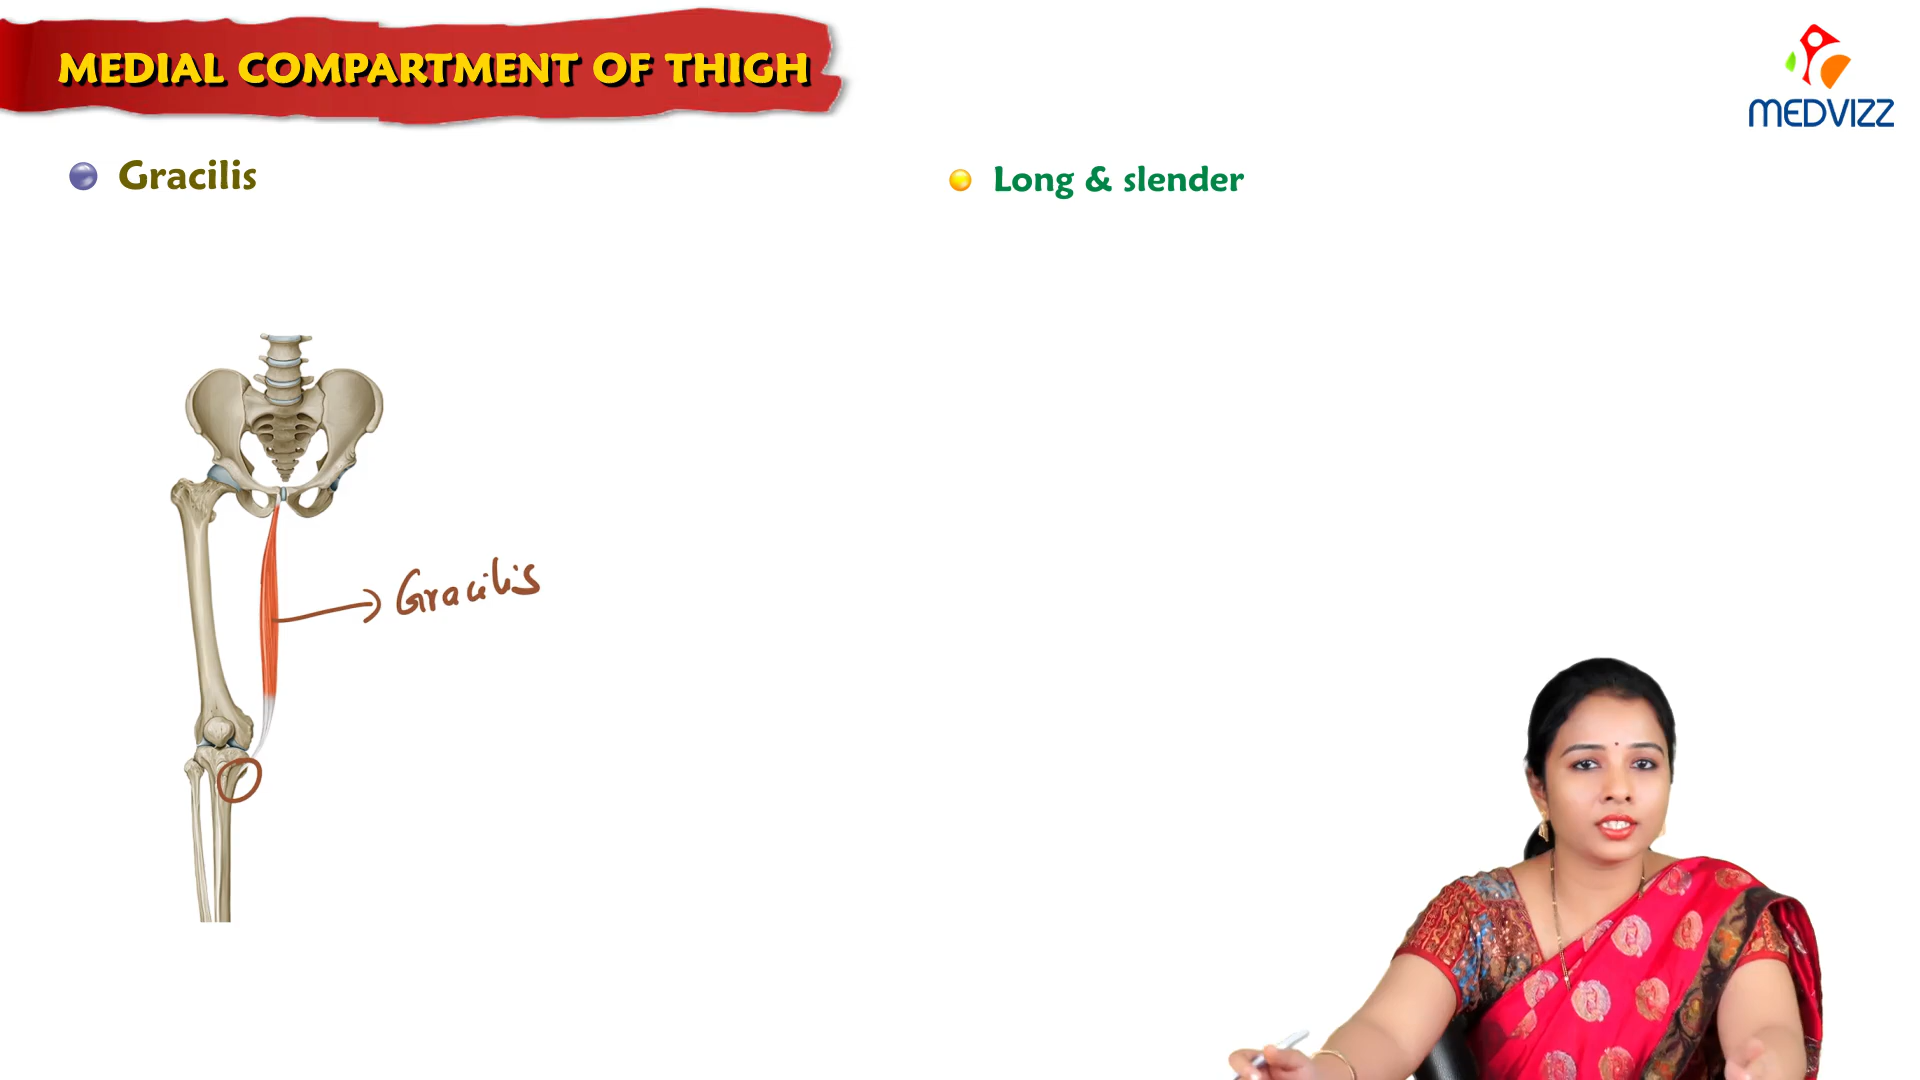 MEDIAL COMPARTMENT OF THIGH
MEDVIZZ
Gracilis
Long & slender
Gracilis